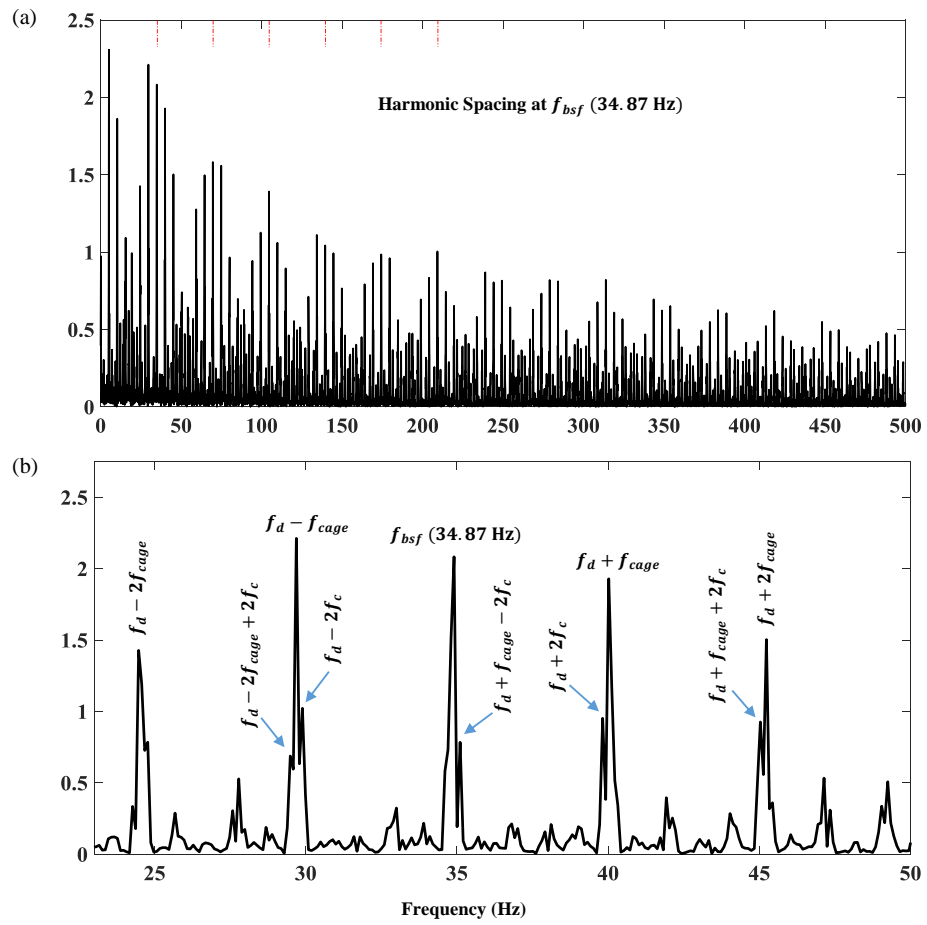 (a)
2.5
2
1.5
1
0.5
0
Harmonic Spacing at f_bsf (34.87 Hz)
0 50 100 150 200 250 300 350 400 450 500
(b)
2.5
2
1.5
1
0.5
0
f_d − 2f_cage
f_d − 2f_cage + 2f_c
f_d − f_cage
f_d − 2f_c
f_bsf (34.87 Hz)
f_d + f_cage − 2f_c
f_d + 2f_c
f_d + f_cage
f_d + f_cage + 2f_c
f_d + 2f_cage
25 30 35 40 45 50
Frequency (Hz)